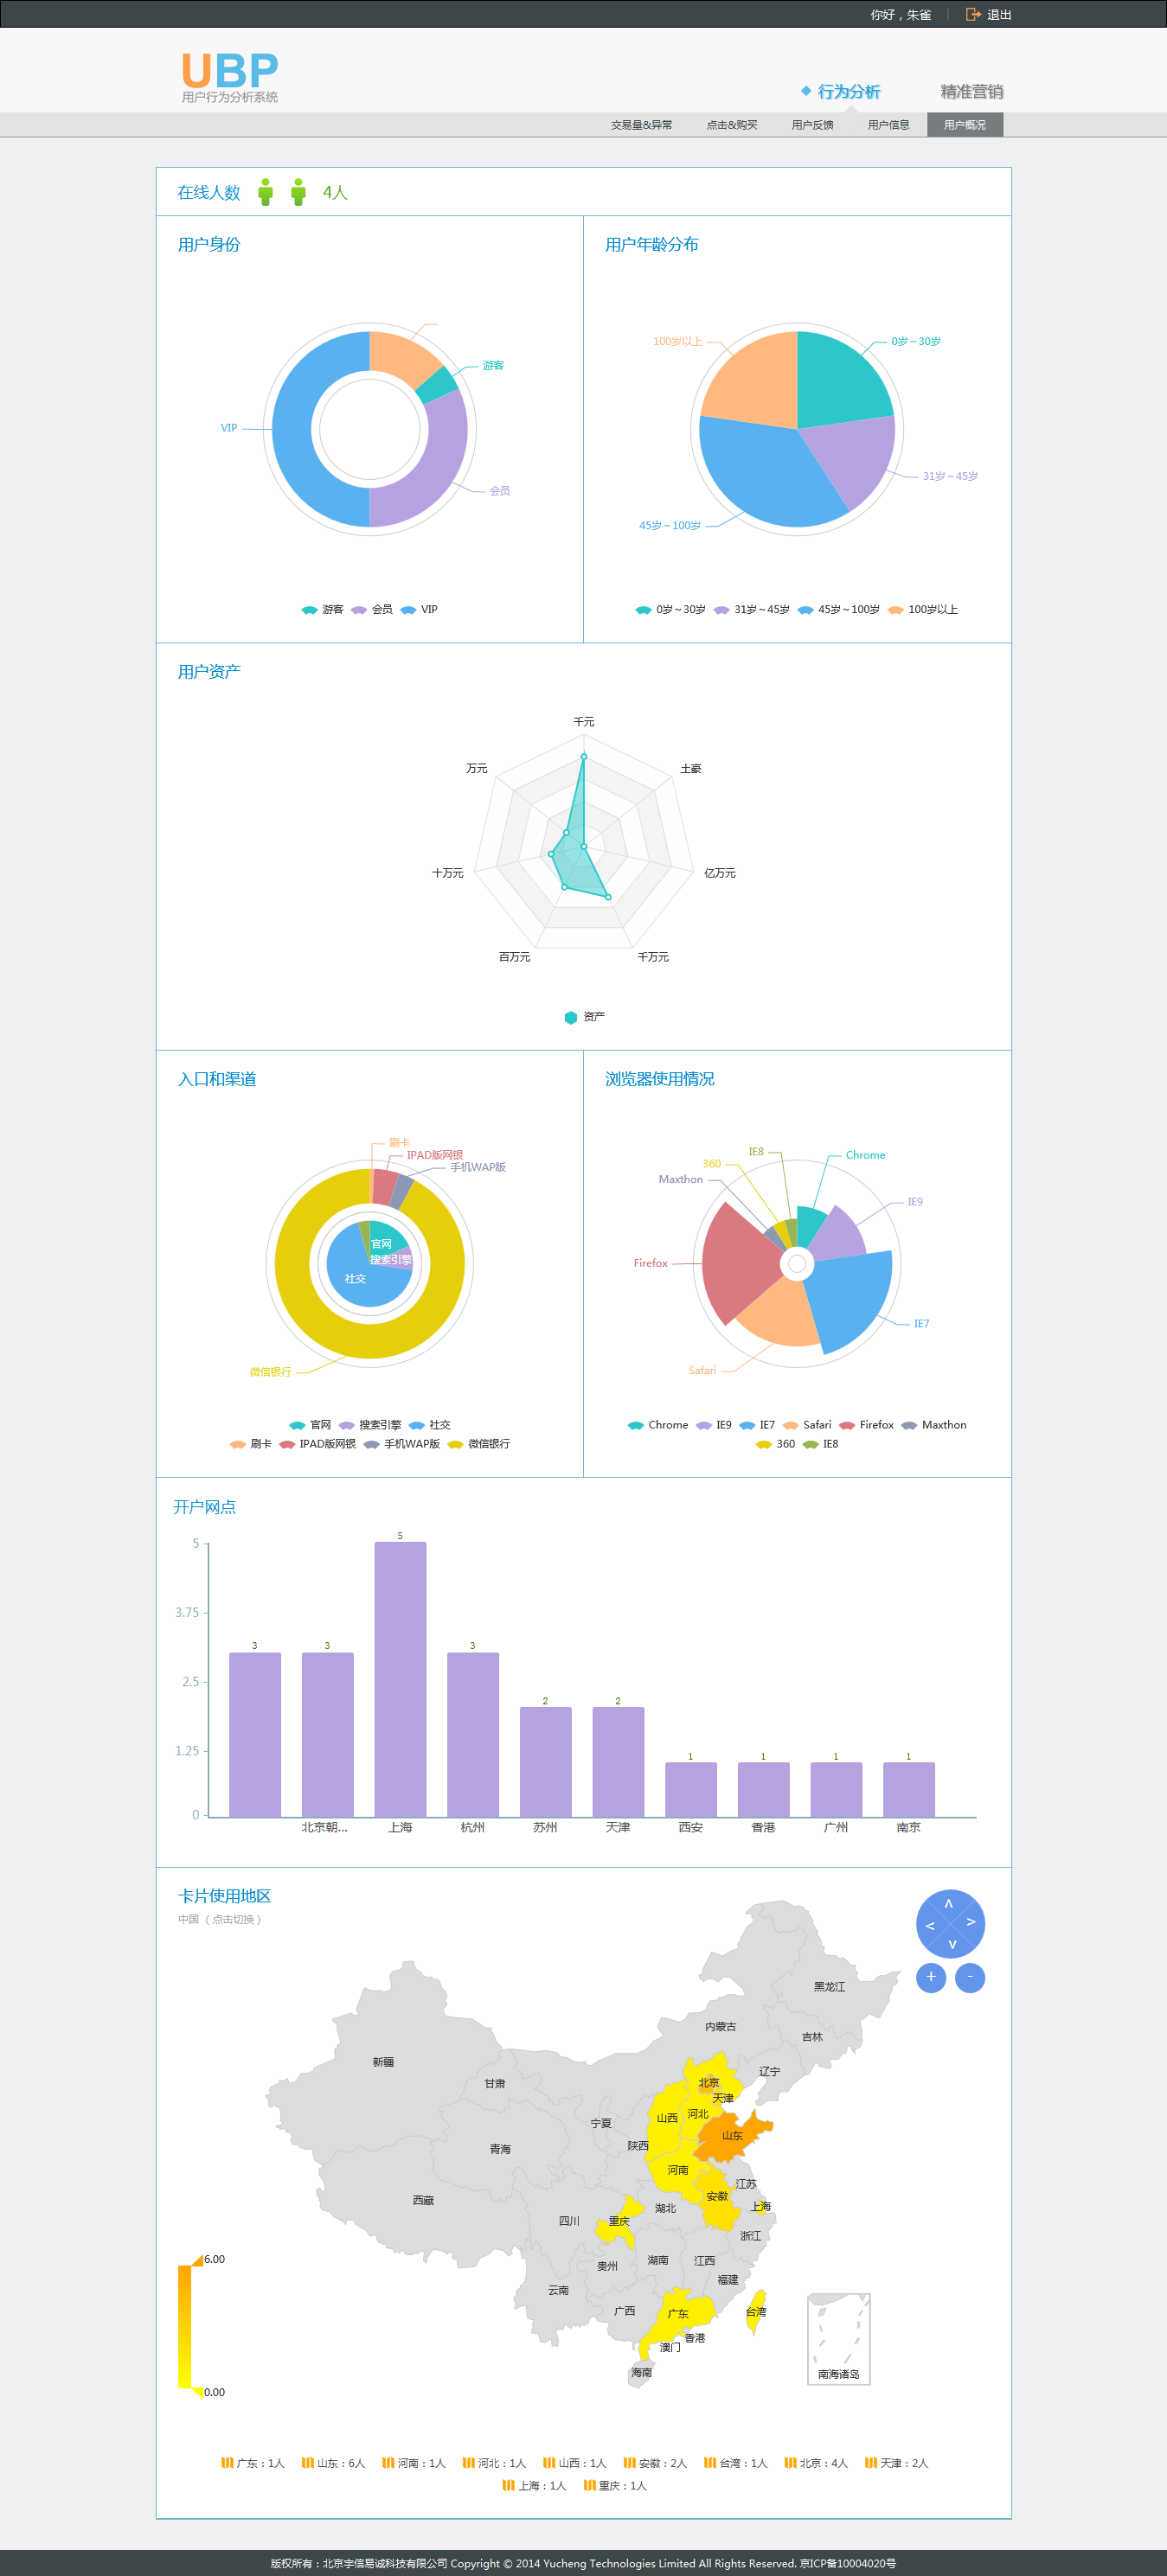 你好，朱雀 退出
UBP
用户行为分析系统
行为分析 精准营销
交易量&异常 点击&购买 用户反馈 用户信息 用户概况
在线人数 4人
用户身份
游客
VIP
会员
游客 会员 VIP
用户年龄分布
100岁以上 0岁～30岁
31岁～45岁
45岁～100岁
0岁～30岁 31岁～45岁 45岁～100岁 100岁以上
用户资产
千元
万元 土豪
十万元 亿万元
百万元 千万元
资产
入口和渠道
刷卡
IPAD版网银
手机WAP版
官网
搜索引擎
社交
微信银行
官网 搜索引擎 社交
刷卡 IPAD版网银 手机WAP版 微信银行
浏览器使用情况
IE8 Chrome
360
Maxthon
IE9
Firefox
IE7
Safari
Chrome IE9 IE7 Safari Firefox Maxthon
360 IE8
开户网点
5
3.75
2.5
1.25
0
3 3 5 3 2 2 1 1 1 1
北京朝... 上海 杭州 苏州 天津 西安 香港 广州 南京
卡片使用地区
中国（点击切换）
+ -
黑龙江
内蒙古
吉林
新疆
辽宁
甘肃
北京
天津
河北
山西
宁夏
山东
陕西
青海
河南
江苏
安徽
西藏
上海
湖北
四川 重庆
浙江
湖南 江西
贵州
福建
云南
广西 广东 台湾
香港
澳门
海南
南海诸岛
6.00
0.00
广东：1人 山东：6人 河南：1人 河北：1人 山西：1人 安徽：2人 台湾：1人 北京：4人 天津：2人
上海：1人 重庆：1人
版权所有：北京宇信易诚科技有限公司 Copyright © 2014 Yucheng Technologies Limited All Rights Reserved. 京ICP备10004020号